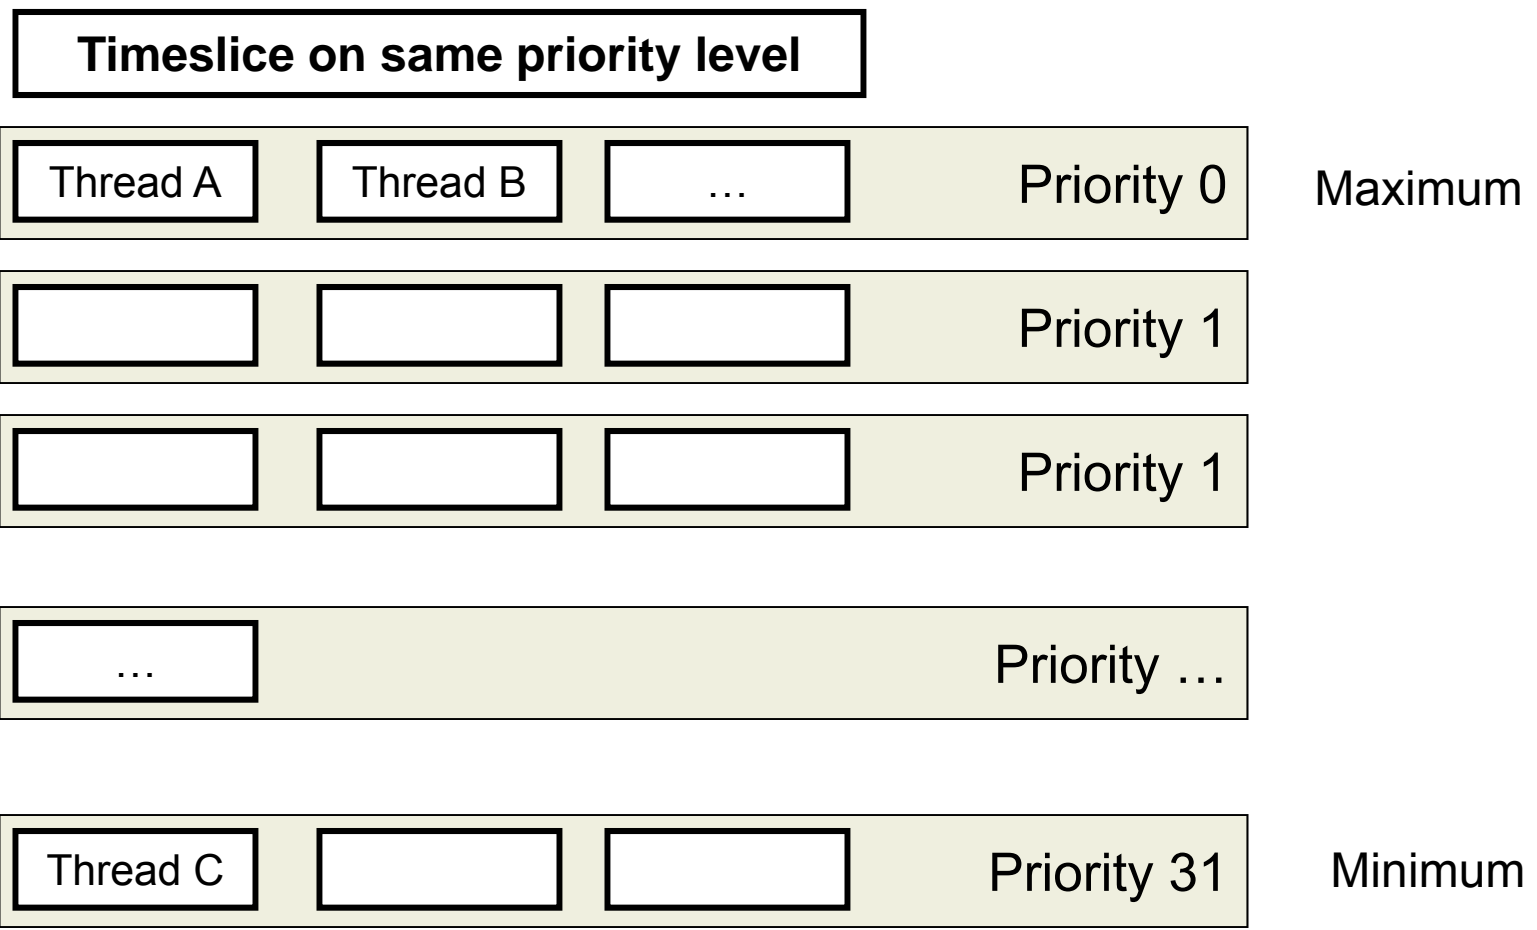 Timeslice on same priority level
Thread A Thread B … Priority 0 Maximum
Priority 1
Priority 1
… Priority …
Thread C Priority 31 Minimum